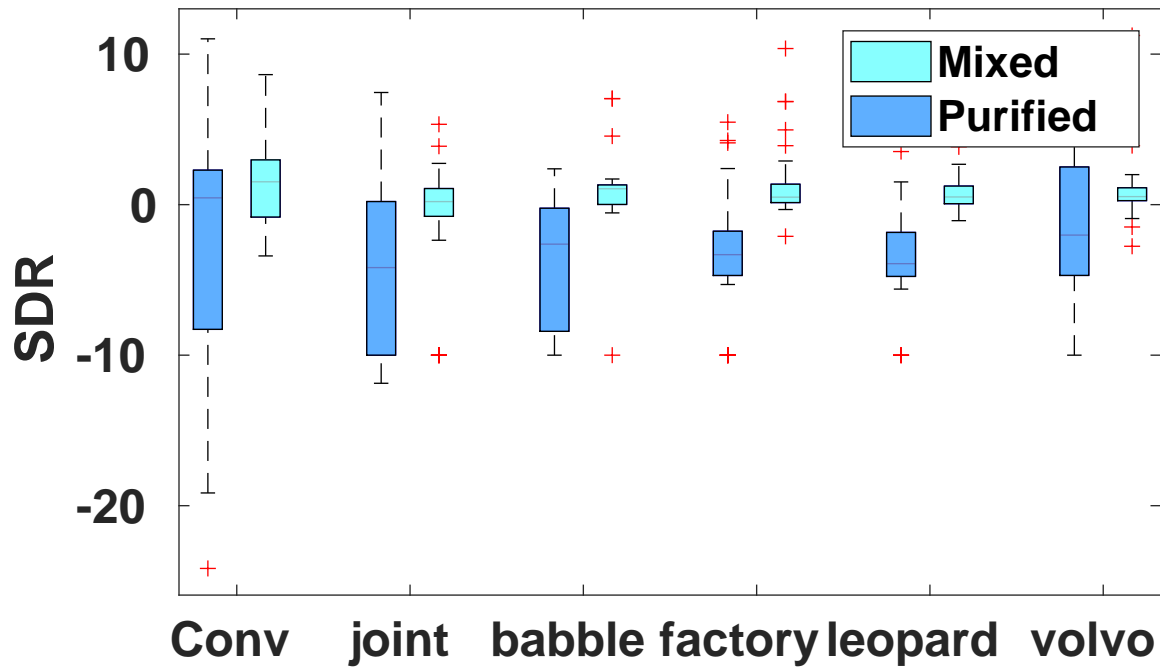 SDR
10
0
-10
-20
Mixed
Purified
Conv joint babble factory leopard volvo